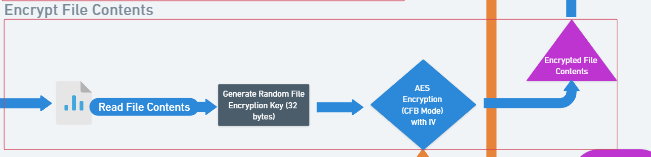 Encrypt File Contents
Read File Contents
Generate Random File
Encryption Key (32
bytes)
AES
Encryption
(CFB Mode)
with IV
Encrypted File
Contents